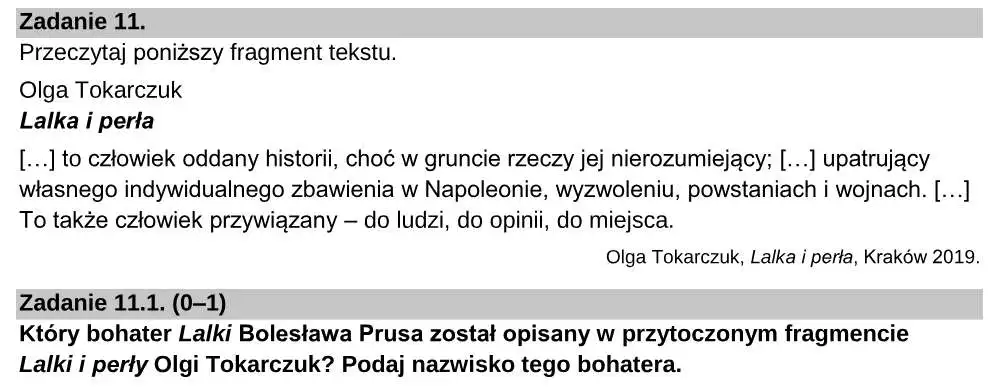 Zadanie 11.
Przeczytaj poniższy fragment tekstu.
Olga Tokarczuk
Lalka i perła
[…] to człowiek oddany historii, choć w gruncie rzeczy jej nierozumiejący; […] upatrujący
własnego indywidualnego zbawienia w Napoleonie, wyzwoleniu, powstaniach i wojnach. […]
To także człowiek przywiązany – do ludzi, do opinii, do miejsca.
Olga Tokarczuk, Lalka i perła, Kraków 2019.
Zadanie 11.1. (0–1)
Który bohater Lalki Bolesława Prusa został opisany w przytoczonym fragmencie
Lalki i perły Olgi Tokarczuk? Podaj nazwisko tego bohatera.